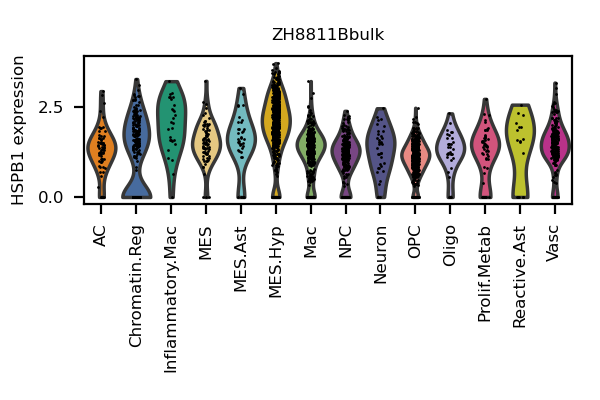 ZH8811Bbulk
HSPB1 expression
2.5
0.0
AC
Chromatin.Reg
Inflammatory.Mac
MES
MES.Ast
MES.Hyp
Mac
NPC
Neuron
OPC
Oligo
Prolif.Metab
Reactive.Ast
Vasc